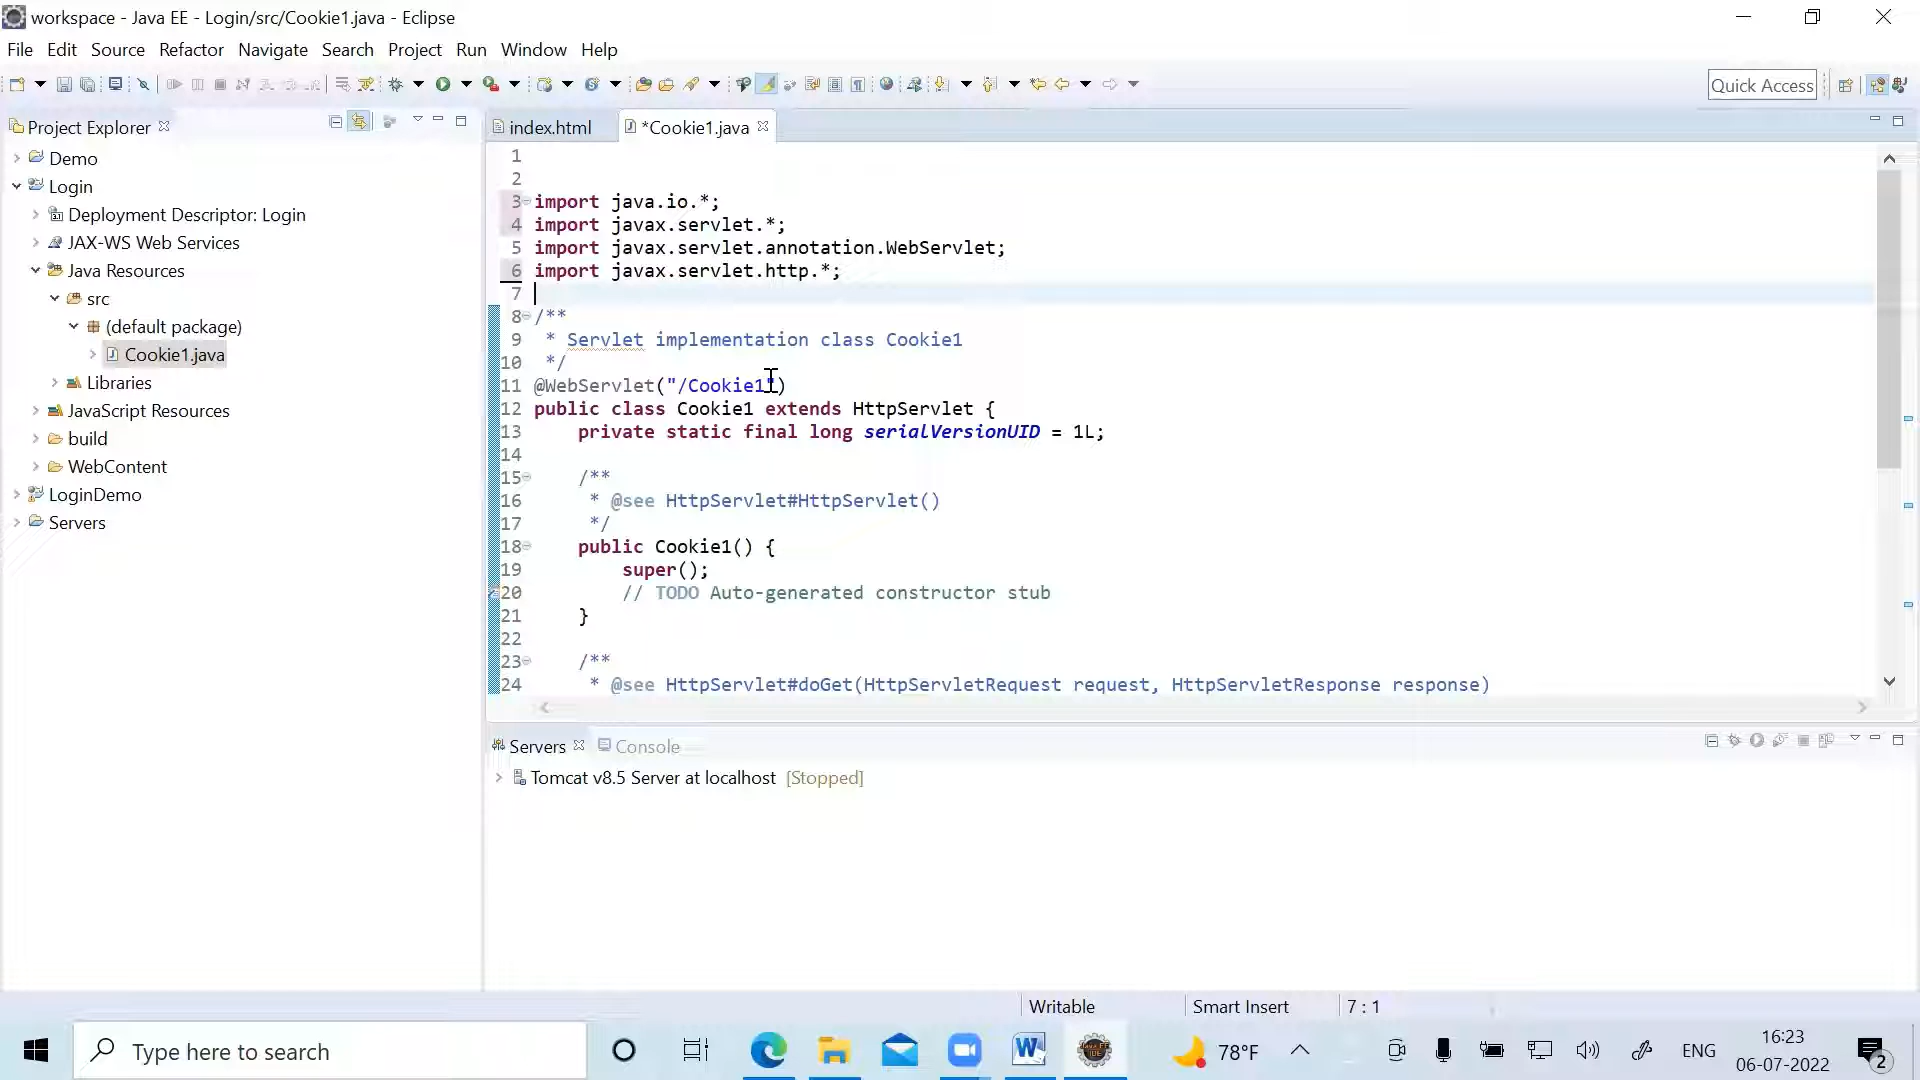 workspace - Java EE - Login/src/Cookie1.java - Eclipse
File Edit Source Refactor Navigate Search Project Run Window Help
Quick Access
Project Explorer
Demo
Login
Deployment Descriptor: Login
JAX-WS Web Services
Java Resources
src
(default package)
Cookie1.java
Libraries
JavaScript Resources
build
WebContent
LoginDemo
Servers
index.html *Cookie1.java
1
2
3 import java.io.*;
4 import javax.servlet.*;
5 import javax.servlet.annotation.WebServlet;
6 import javax.servlet.http.*;
7
8 /**
9 * Servlet implementation class Cookie1
10 */
11 @WebServlet("/Cookie1")
12 public class Cookie1 extends HttpServlet {
13 private static final long serialVersionUID = 1L;
14
15 /**
16 * @see HttpServlet#HttpServlet()
17 */
18 public Cookie1() {
19 super();
20 // TODO Auto-generated constructor stub
21 }
22
23 /**
24 * @see HttpServlet#doGet(HttpServletRequest request, HttpServletResponse response)
Servers Console
Tomcat v8.5 Server at localhost [Stopped]
Writable Smart Insert 7 : 1
Type here to search
78°F
ENG
16:23
06-07-2022
2